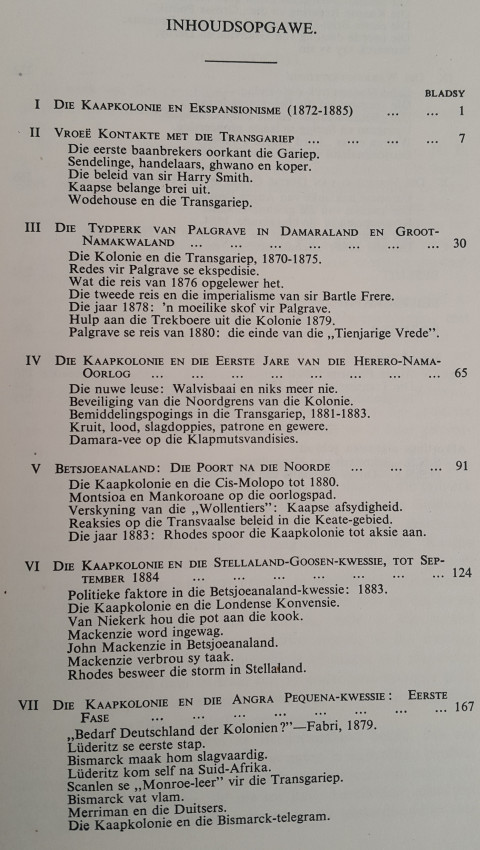 INHOUDSOPGAWE.
BLADSY
I DIE KAAPKOLONIE EN EKSPANSIONISME (1872-1885) ... ... 1
II VROEË KONTAKTE MET DIE TRANSGARIEP ... ... ... ... 7
Die eerste baanbrekers oorkant die Gariep.
Sendelinge, handelaars, ghwano en koper.
Die beleid van sir Harry Smith.
Kaapse belange brei uit.
Wodehouse en die Transgariep.
III DIE TYDPERK VAN PALGRAVE IN DAMARALAND EN GROOT-
NAMAKWALAND ... ... ... ... ... ... ... 30
Die Kolonie en die Transgariep, 1870-1875.
Redes vir Palgrave se ekspedisie.
Wat die reis van 1876 opgelewer het.
Die tweede reis en die imperialisme van sir Bartle Frere.
Die jaar 1878: 'n moeilike skof vir Palgrave.
Hulp aan die Trekboere uit die Kolonie 1879.
Palgrave se reis van 1880: die einde van die „Tienjarige Vrede".
IV DIE KAAPKOLONIE EN DIE EERSTE JARE VAN DIE HERERO-NAMA-
OORLOG ... ... ... ... ... ... ... ... 65
Die nuwe leuse: Walvisbaai en niks meer nie.
Beveiliging van die Noordgrens van die Kolonie.
Bemiddelingspogings in die Transgariep, 1881-1883.
Kruit, lood, slagdoppies, patrone en gewere.
Damara-vee op die Klapmutsvandisies.
V BETSJOEANALAND: DIE POORT NA DIE NOORDE ... ... ... 91
Die Kaapkolonie en die Cis-Molopo tot 1880.
Montsioa en Mankoroane op die oorlogspad.
Verskyning van die „Wollentiers": Kaapse afsydigheid.
Reaksies op die Transvaalse beleid in die Keate-gebied.
Die jaar 1883: Rhodes spoor die Kaapkolonie tot aksie aan.
VI DIE KAAPKOLONIE EN DIE STELLALAND-GOOSEN-KWESSIE, TOT SEP-
TEMBER 1884 ... ... ... ... ... ... ... 124
Politieke faktore in die Betsjoeanaland-kwessie: 1883.
Die Kaapkolonie en die Londense Konvensie.
Van Niekerk hou die pot aan die kook.
Mackenzie word ingewag.
John Mackenzie in Betsjoeanaland.
Mackenzie verbrou sy taak.
Rhodes besweer die storm in Stellaland.
VII DIE KAAPKOLONIE EN DIE ANGRA PEQUENA-KWESSIE: EERSTE
FASE ... ... ... ... ... ... ... ... 167
„Bedarf Deutschland der Kolonien?"—Fabri, 1879.
Lüderitz se eerste stap.
Bismarck maak hom slagvaardig.
Lüderitz kom self na Suid-Afrika.
Scanlen se „Monroe-leer" vir die Transgariep.
Bismarck vat vlam.
Merriman en die Duitsers.
Die Kaapkolonie en die Bismarck-telegram.